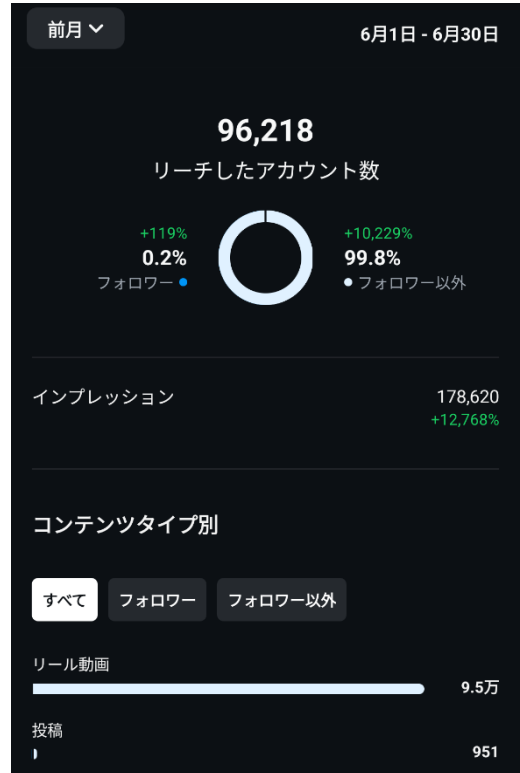 前月
6月1日 - 6月30日
96,218
リーチしたアカウント数
+119%
0.2%
フォロワー
+10,229%
99.8%
フォロワー以外
インプレッション
178,620
+12,768%
コンテンツタイプ別
すべて フォロワー フォロワー以外
リール動画
9.5万
投稿
951